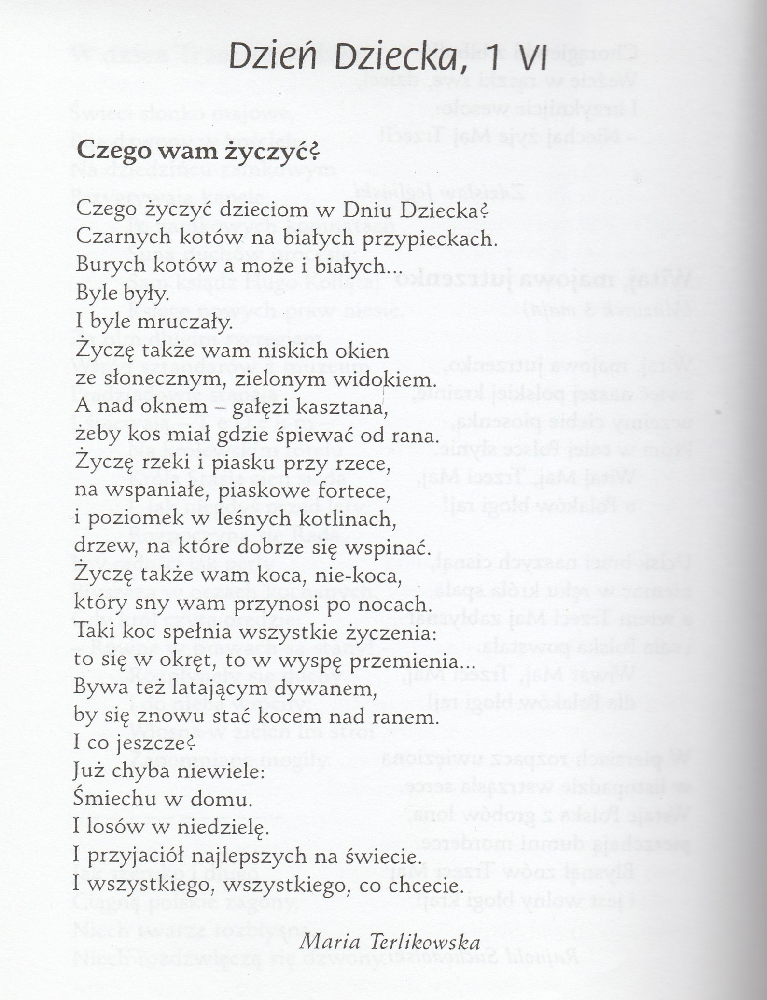 Dzień Dziecka, 1 VI
Czego wam życzyć?
Czego życzyć dzieciom w Dniu Dziecka?
Czarnych kotów na białych przypieckach.
Burych kotów a może i białych...
Byle były.
I byle mruczały.
Życzę także wam niskich okien
ze słonecznym, zielonym widokiem.
A nad oknem – gałęzi kasztana,
żeby kos miał gdzie śpiewać od rana.
Życzę rzeki i piasku przy rzece,
na wspaniałe, piaskowe fortece,
i poziomek w leśnych kotlinach,
drzew, na które dobrze się wspinać.
Życzę także wam koca, nie-koca,
który sny wam przynosi po nocach.
Taki koc spełnia wszystkie życzenia:
to się w okręt, to w wyspę przemienia...
Bywa też latającym dywanem,
by się znowu stać kocem nad ranem.
I co jeszcze?
Już chyba niewiele:
Śmiechu w domu.
I losów w niedzielę.
I przyjaciół najlepszych na świecie.
I wszystkiego, wszystkiego, co chcecie.
Maria Terlikowska